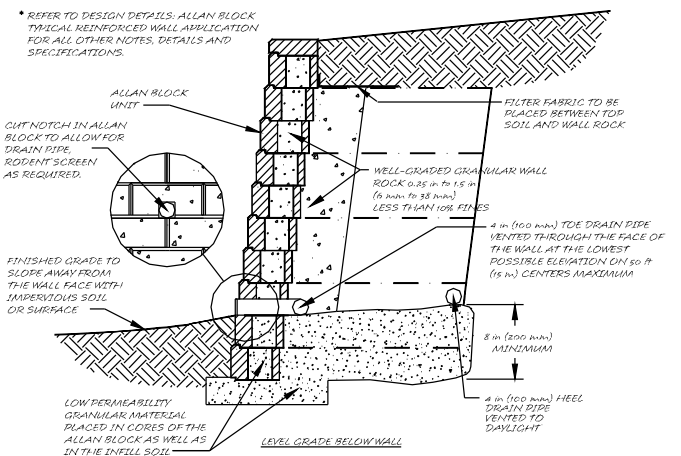 * REFER TO DESIGN DETAILS: ALLAN BLOCK
TYPICAL REINFORCED WALL APPLICATION
FOR ALL OTHER NOTES, DETAILS AND
SPECIFICATIONS.
ALLAN BLOCK
UNIT
CUT NOTCH IN ALLAN
BLOCK TO ALLOW FOR
DRAIN PIPE,
RODENT SCREEN
AS REQUIRED.
FILTER FABRIC TO BE
PLACED BETWEEN TOP
SOIL AND WALL ROCK
WELL-GRADED GRANULAR WALL
ROCK 0.25 in to 1.5 in
(6 mm to 38 mm)
LESS THAN 10% FINES
4 in (100 mm) TOE DRAIN PIPE
VENTED THROUGH THE FACE OF
THE WALL AT THE LOWEST
POSSIBLE ELEVATION ON 50 ft
(15 m) CENTERS MAXIMUM
FINISHED GRADE TO
SLOPE AWAY FROM
THE WALL FACE WITH
IMPERVIOUS SOIL
OR SURFACE
8 in (200 mm)
MINIMUM
4 in (100 mm) HEEL
DRAIN PIPE
VENTED TO
DAYLIGHT
LOW PERMEABILITY
GRANULAR MATERIAL
PLACED IN CORES OF THE
ALLAN BLOCK AS WELL AS
IN THE INFILL SOIL
LEVEL GRADE BELOW WALL